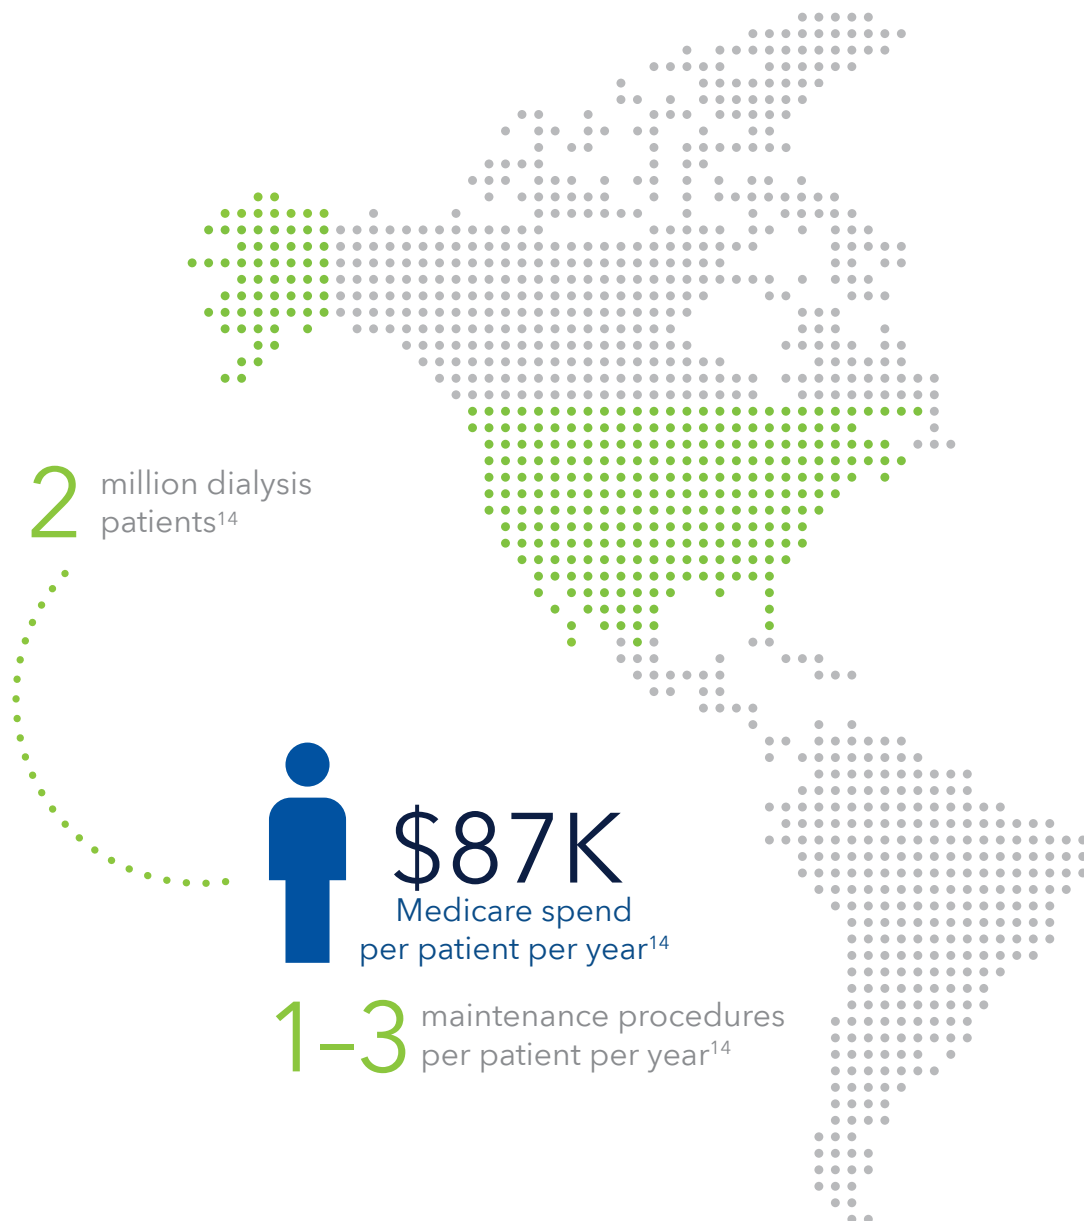 2 million dialysis
patients¹⁴
$87K
Medicare spend
per patient per year¹⁴
1–3 maintenance procedures
per patient per year¹⁴